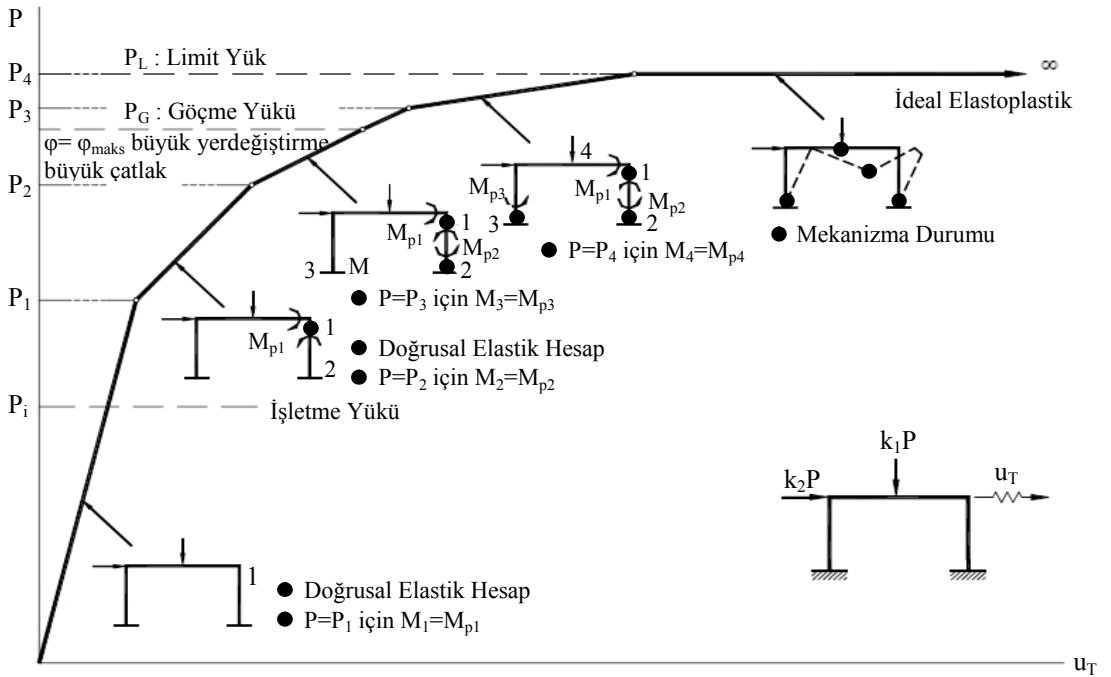 P
P_L : Limit Yük
P_4
∞
İdeal Elastoplastik
P_3
P_G : Göçme Yükü
φ= φ_maks büyük yerdeğiştirme
büyük çatlak
P_2
4
1
M_p3
M_p1
M_p2
3
2
P=P_4 için M_4=M_p4
Mekanizma Durumu
M_p1
1
M_p2
3
M
2
P=P_3 için M_3=M_p3
P_1
M_p1
1
2
Doğrusal Elastik Hesap
P=P_2 için M_2=M_p2
P_i
İşletme Yükü
k_1P
k_2P
u_T
1
Doğrusal Elastik Hesap
P=P_1 için M_1=M_p1
u_T